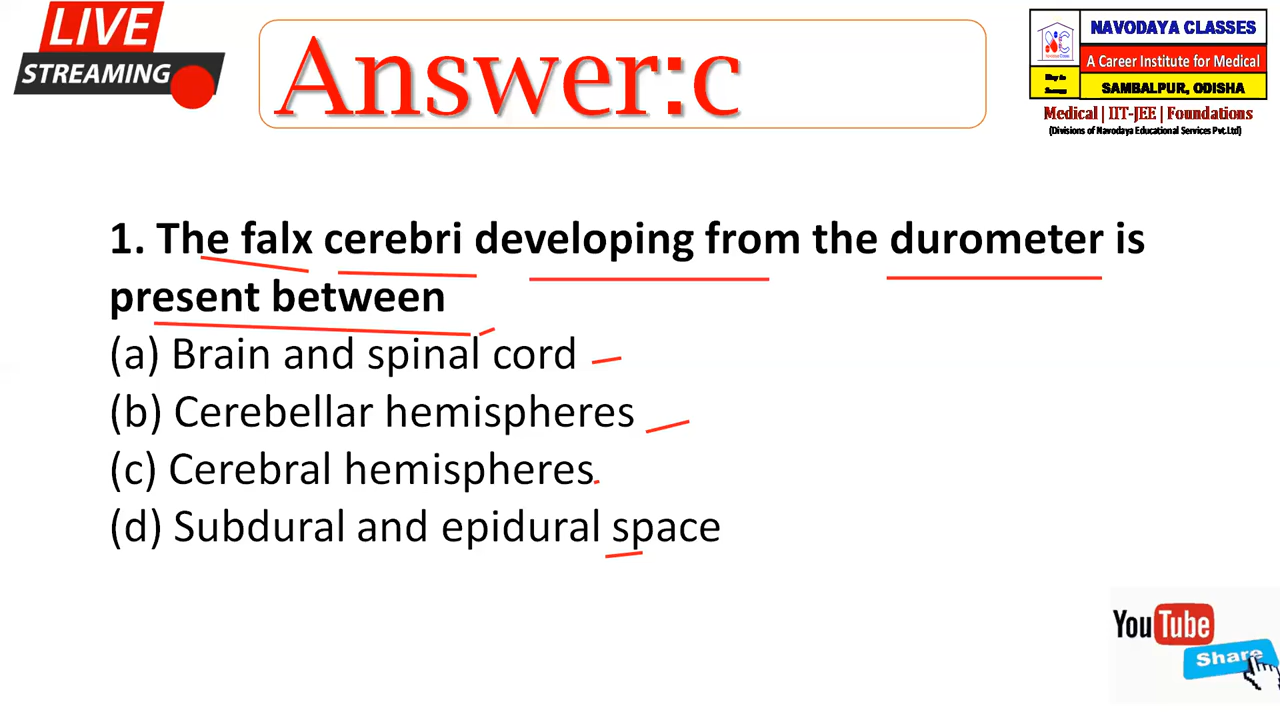 LIVE
STREAMING
Answer:c
NAVODAYA CLASSES
A Career Institute for Medical
SAMBALPUR, ODISHA
Medical | IIT-JEE | Foundations
(Divisions of Navodaya Educational Services Pvt.Ltd)
1. The falx cerebri developing from the durometer is
present between
(a) Brain and spinal cord
(b) Cerebellar hemispheres
(c) Cerebral hemispheres
(d) Subdural and epidural space
YouTube
Share